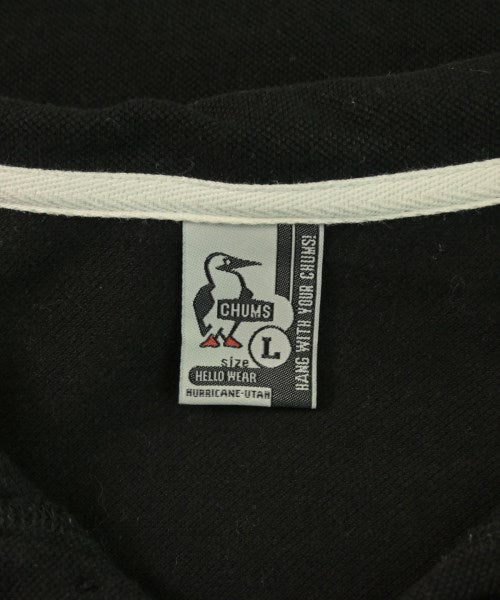 CHUMS
size L
HELLO WEAR
HURRICANE-UTAH
HANG WITH YOUR CHUMS!